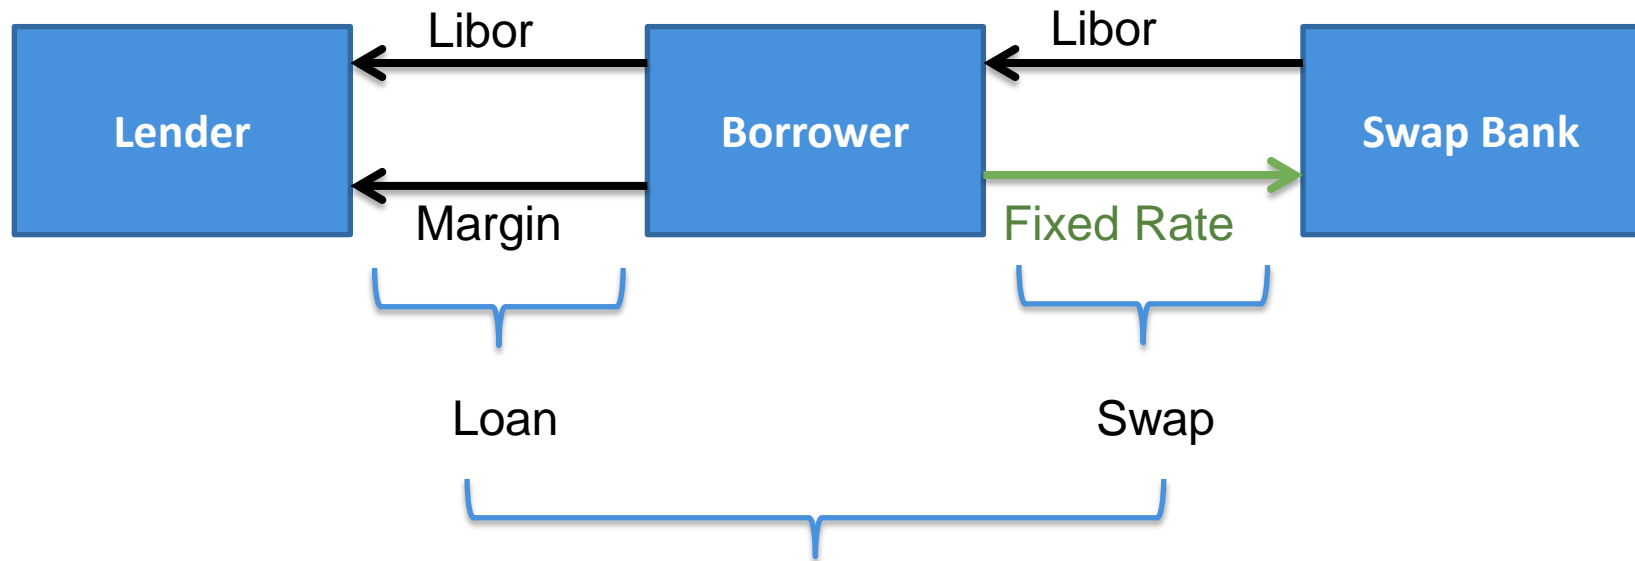 Libor
Libor
Lender
Borrower
Swap Bank
Margin
Fixed Rate
Loan
Swap